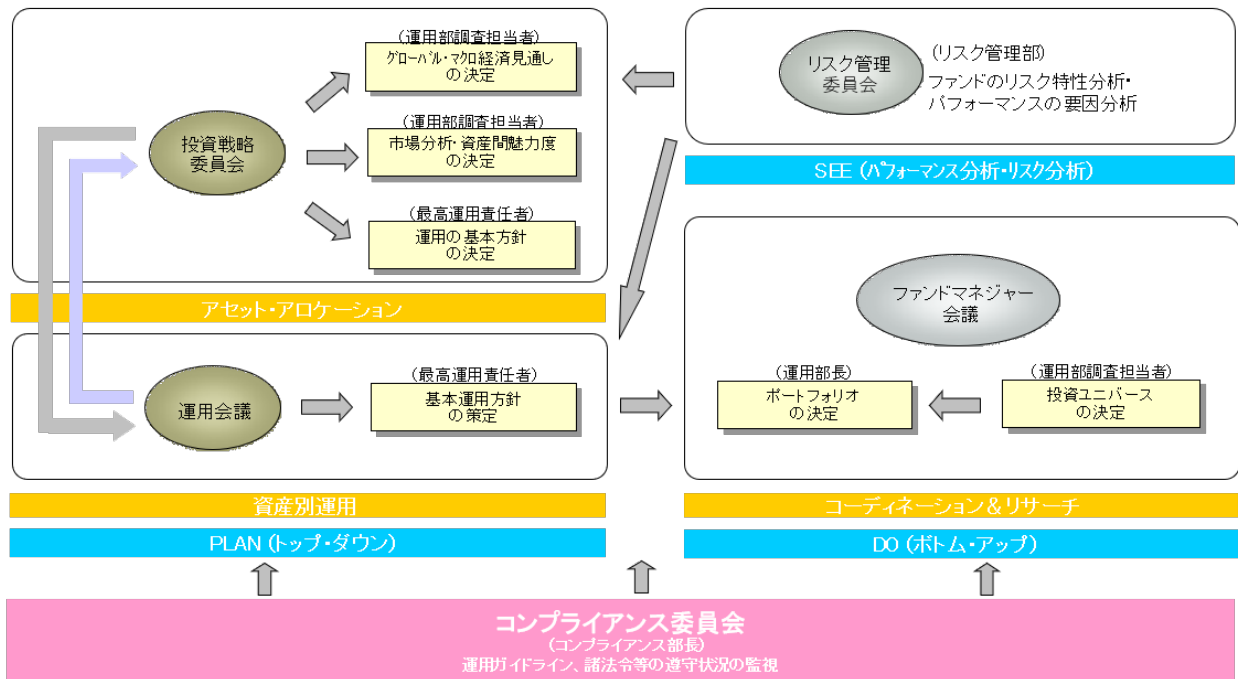 (運用部調査担当者)
グローバル・マクロ経済見通し
の決定
投資戦略
委員会
(運用部調査担当者)
市場分析・資産間魅力度
の決定
(最高運用責任者)
運用の基本方針
の決定
アセット・アロケーション
リスク管理
委員会
(リスク管理部)
ファンドのリスク特性分析・
パフォーマンスの要因分析
SEE (パフォーマンス分析・リスク分析)
運用会議
(最高運用責任者)
基本運用方針
の策定
資産別運用
PLAN (トップ・ダウン)
ファンドマネジャー
会議
(運用部長)
ポートフォリオ
の決定
(運用部調査担当者)
投資ユニバース
の決定
コーディネーション&リサーチ
DO (ボトム・アップ)
コンプライアンス委員会
(コンプライアンス部長)
運用ガイドライン、諸法令等の遵守状況の監視